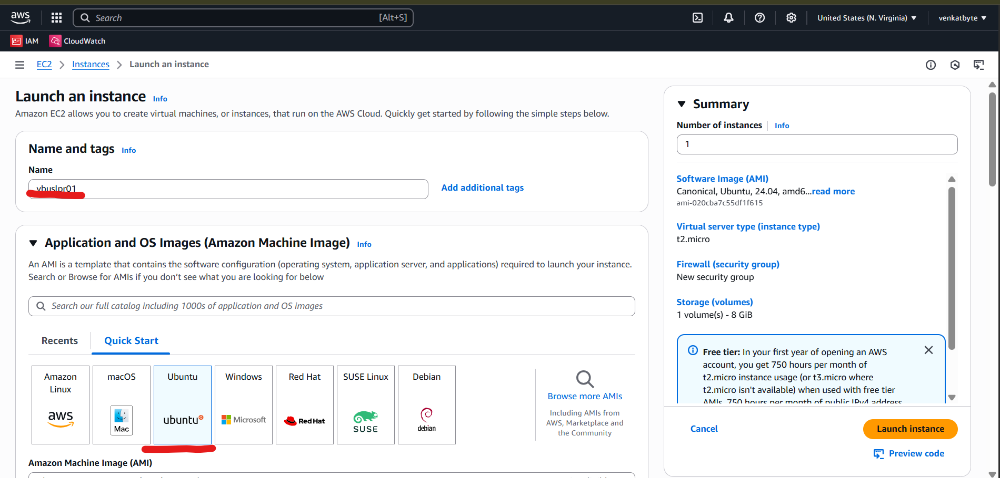 aws
Search [Alt+S]
United States (N. Virginia)
venkatbyte
IAM
CloudWatch
EC2
Instances
Launch an instance
Launch an instance Info
Amazon EC2 allows you to create virtual machines, or instances, that run on the AWS Cloud. Quickly get started by following the simple steps below.
Name and tags Info
Name
vbuslpr01
Add additional tags
Application and OS Images (Amazon Machine Image) Info
An AMI is a template that contains the software configuration (operating system, application server, and applications) required to launch your instance.
Search or Browse for AMIs if you don’t see what you are looking for below
Search our full catalog including 1000s of application and OS images
Recents
Quick Start
Amazon
Linux
aws
macOS
Mac
Ubuntu
ubuntu
Windows
Microsoft
Red Hat
Red Hat
SUSE Linux
SUSE
Debian
debian
Browse more AMIs
Including AMIs from
AWS, Marketplace and
the Community
Amazon Machine Image (AMI)
Summary
Number of instances Info
1
Software Image (AMI)
Canonical, Ubuntu, 24.04, amd6...read more
ami-020cba7c55df1f615
Virtual server type (instance type)
t2.micro
Firewall (security group)
New security group
Storage (volumes)
1 volume(s) - 8 GiB
Free tier: In your first year of opening an AWS
account, you get 750 hours per month of
t2.micro instance usage (or t3.micro where
t2.micro isn't available) when used with free tier
AMIs, 750 hours per month of public IPv4 address
Cancel
Launch instance
Preview code